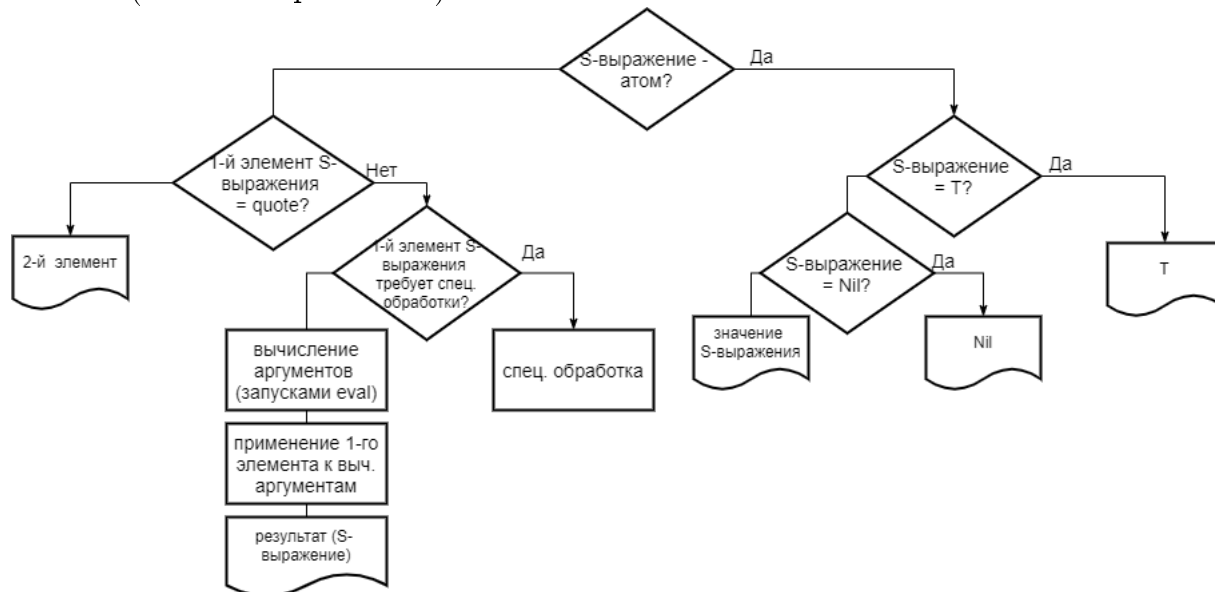 S-выражение -
атом?
Да
1-й элемент S-
выражения
= quote?
Нет
S-выражение
= T?
Да
2-й элемент
1-й элемент S-
выражения
требует спец.
обработки?
Да
S-выражение
= Nil?
Да
T
вычисление
аргументов
(запусками eval)
спец. обработка
значение
S-выражения
Nil
применение 1-го
элемента к выч.
аргументам
результат (S-
выражение)